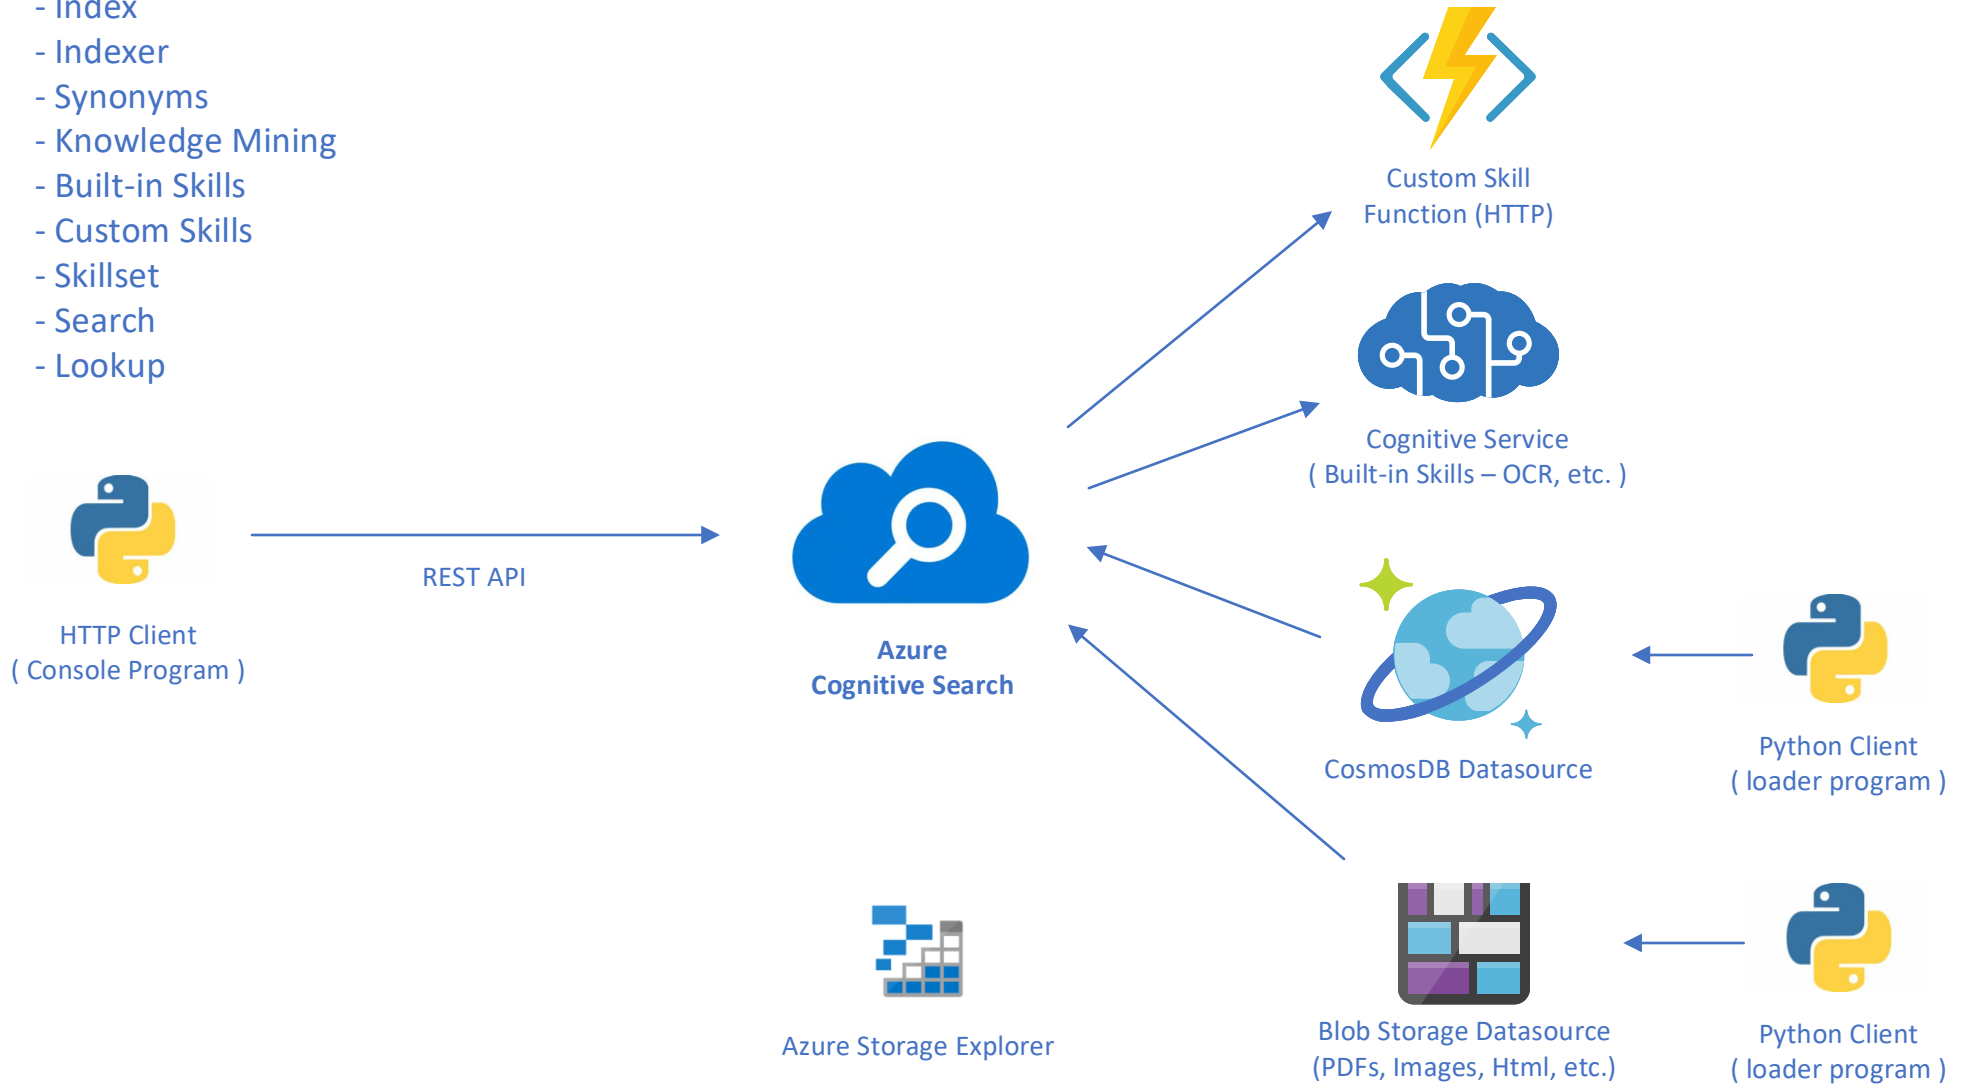 - Index
- Indexer
- Synonyms
- Knowledge Mining
- Built-in Skills
- Custom Skills
- Skillset
- Search
- Lookup
Custom Skill
Function (HTTP)
Cognitive Service
( Built-in Skills – OCR, etc. )
REST API
HTTP Client
( Console Program )
Azure
Cognitive Search
CosmosDB Datasource
Python Client
( loader program )
Azure Storage Explorer
Blob Storage Datasource
(PDFs, Images, Html, etc.)
Python Client
( loader program )